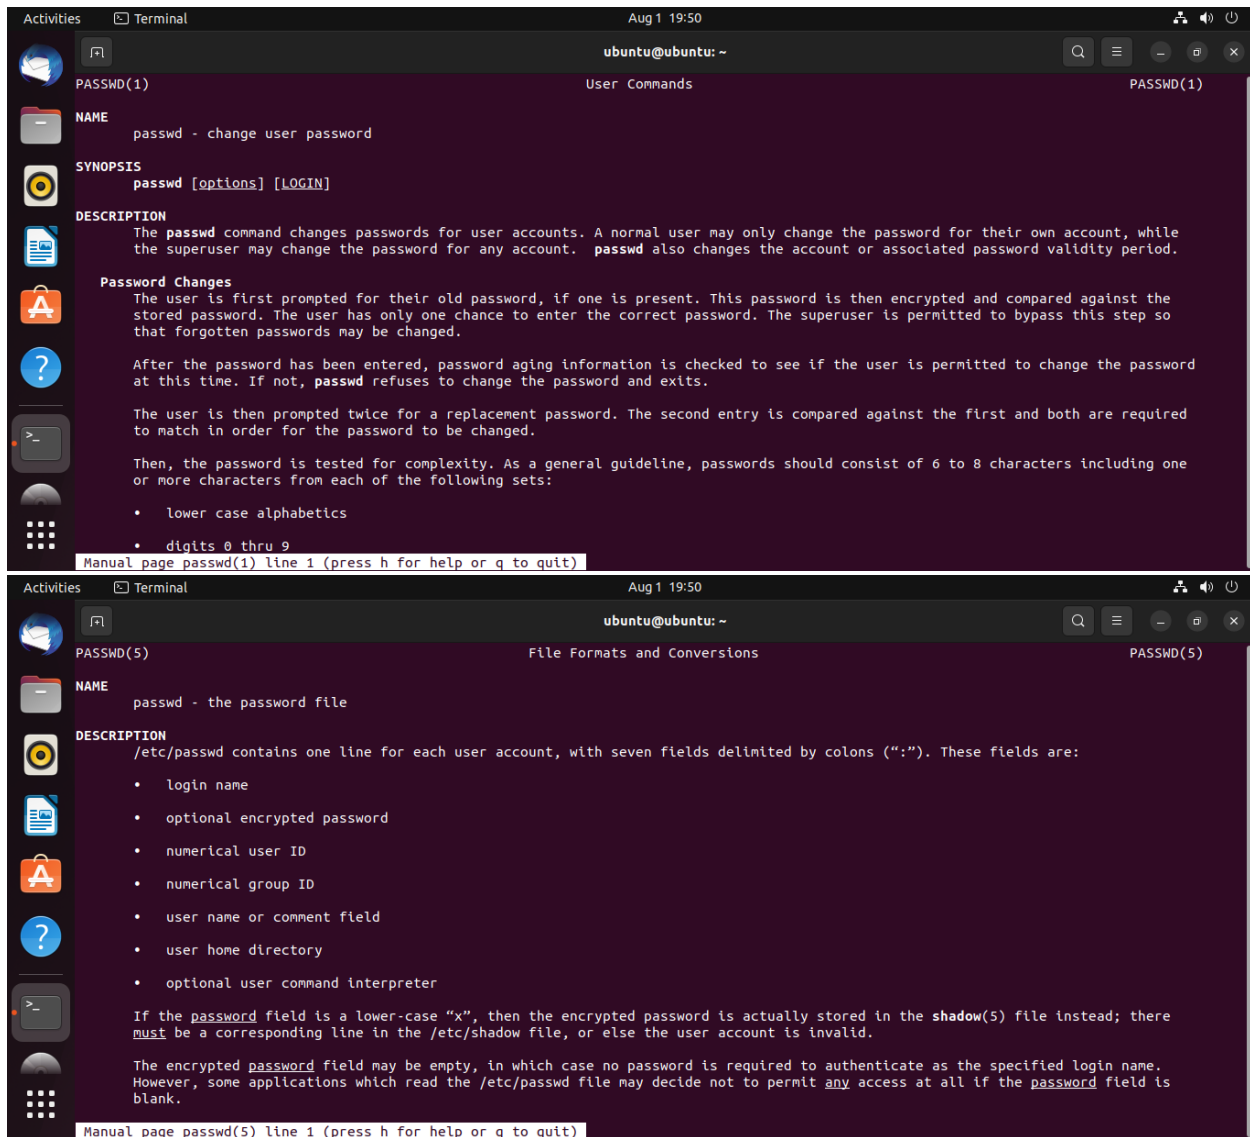 Activities Terminal Aug 1 19:50
ubuntu@ubuntu: ~
PASSWD(1) User Commands PASSWD(1)
NAME
passwd - change user password
SYNOPSIS
passwd [options] [LOGIN]
DESCRIPTION
The passwd command changes passwords for user accounts. A normal user may only change the password for their own account, while
the superuser may change the password for any account. passwd also changes the account or associated password validity period.
Password Changes
The user is first prompted for their old password, if one is present. This password is then encrypted and compared against the
stored password. The user has only one chance to enter the correct password. The superuser is permitted to bypass this step so
that forgotten passwords may be changed.
After the password has been entered, password aging information is checked to see if the user is permitted to change the password
at this time. If not, passwd refuses to change the password and exits.
The user is then prompted twice for a replacement password. The second entry is compared against the first and both are required
to match in order for the password to be changed.
Then, the password is tested for complexity. As a general guideline, passwords should consist of 6 to 8 characters including one
or more characters from each of the following sets:
• lower case alphabetics
• digits 0 thru 9
Manual page passwd(1) line 1 (press h for help or q to quit)
Activities Terminal Aug 1 19:50
ubuntu@ubuntu: ~
PASSWD(5) File Formats and Conversions PASSWD(5)
NAME
passwd - the password file
DESCRIPTION
/etc/passwd contains one line for each user account, with seven fields delimited by colons (“:”). These fields are:
• login name
• optional encrypted password
• numerical user ID
• numerical group ID
• user name or comment field
• user home directory
• optional user command interpreter
If the password field is a lower-case “x”, then the encrypted password is actually stored in the shadow(5) file instead; there
must be a corresponding line in the /etc/shadow file, or else the user account is invalid.
The encrypted password field may be empty, in which case no password is required to authenticate as the specified login name.
However, some applications which read the /etc/passwd file may decide not to permit any access at all if the password field is
blank.
Manual page passwd(5) line 1 (press h for help or q to quit)